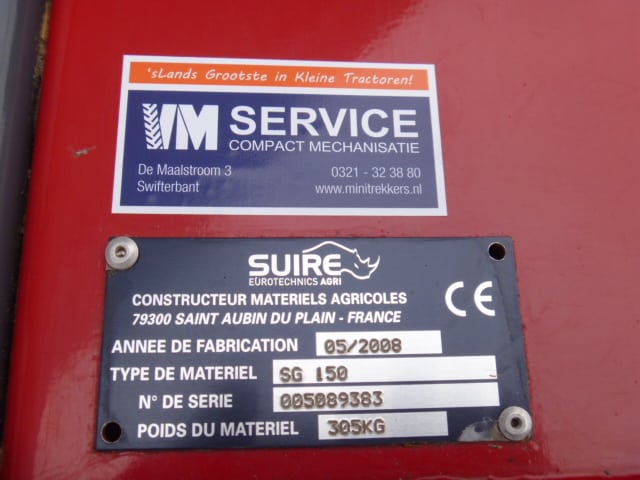 'sLands Grootste in Kleine Tractoren!
VM SERVICE
COMPACT MECHANISATIE
De Maalstroom 3 0321 - 32 38 80
Swifterbant www.minitrekkers.nl
SUIRE
EUROTECHNICS AGRI
CONSTRUCTEUR MATERIELS AGRICOLES
79300 SAINT AUBIN DU PLAIN - FRANCE
CE
ANNEE DE FABRICATION 05/2008
TYPE DE MATERIEL SG 150
N° DE SERIE 005089383
POIDS DU MATERIEL 305KG